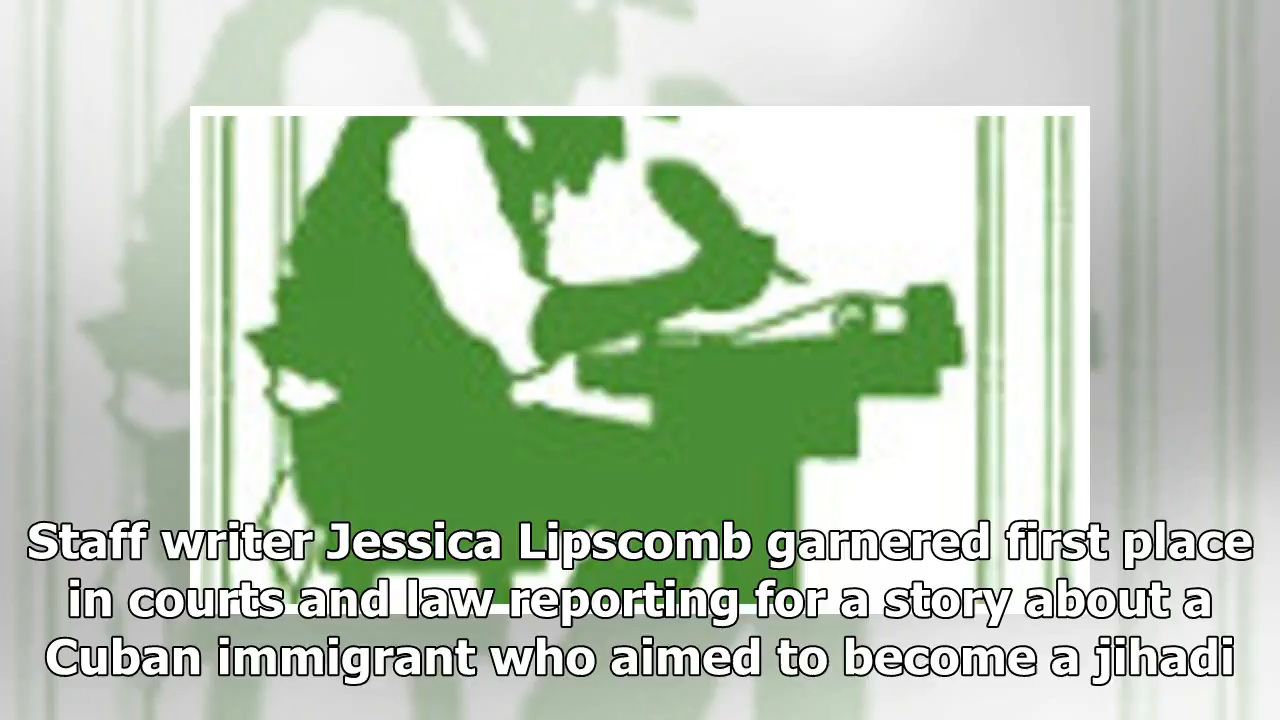 Staff writer Jessica Lipscomb garnered first place
in courts and law reporting for a story about a
Cuban immigrant who aimed to become a jihadi